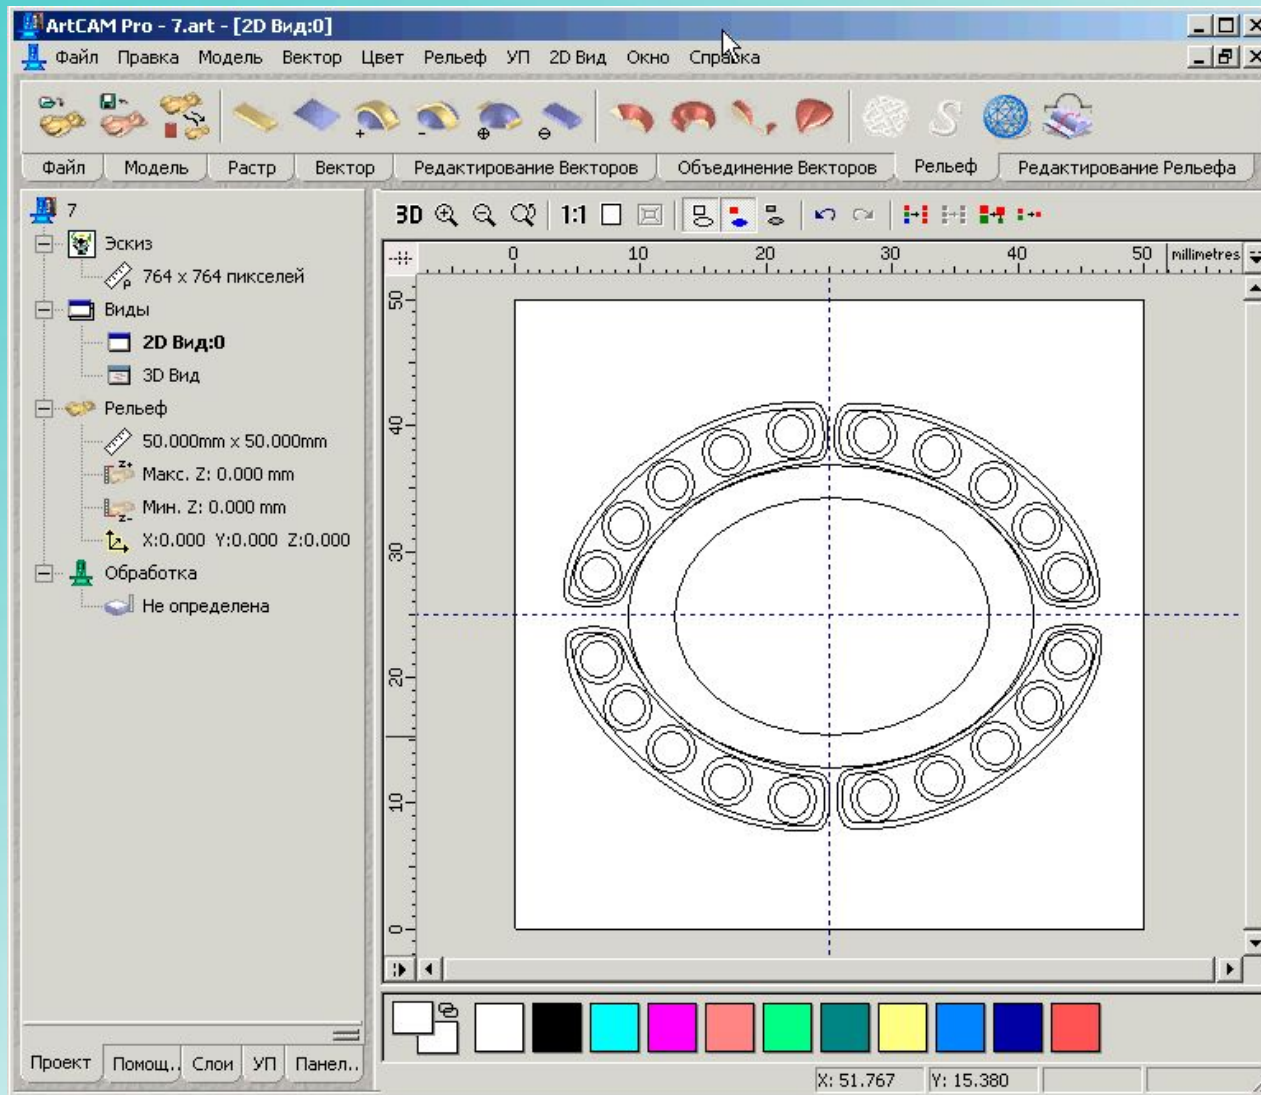 ArtCAM Pro - 7.art - [2D Вид:0]
Файл Правка Модель Вектор Цвет Рельеф УП 2D Вид Окно Справка
Файл Модель Растр Вектор Редактирование Векторов Объединение Векторов Рельеф Редактирование Рельефа
7
Эскиз
764 x 764 пикселей
Виды
2D Вид:0
3D Вид
Рельеф
50.000mm x 50.000mm
Макс. Z: 0.000 mm
Мин. Z: 0.000 mm
X:0.000 Y:0.000 Z:0.000
Обработка
Не определена
Проект Помощ.. Слои УП Панел..
3D 1:1
0 10 20 30 40 50 millimetres
50
40
30
20
10
0
X: 51.767 Y: 15.380